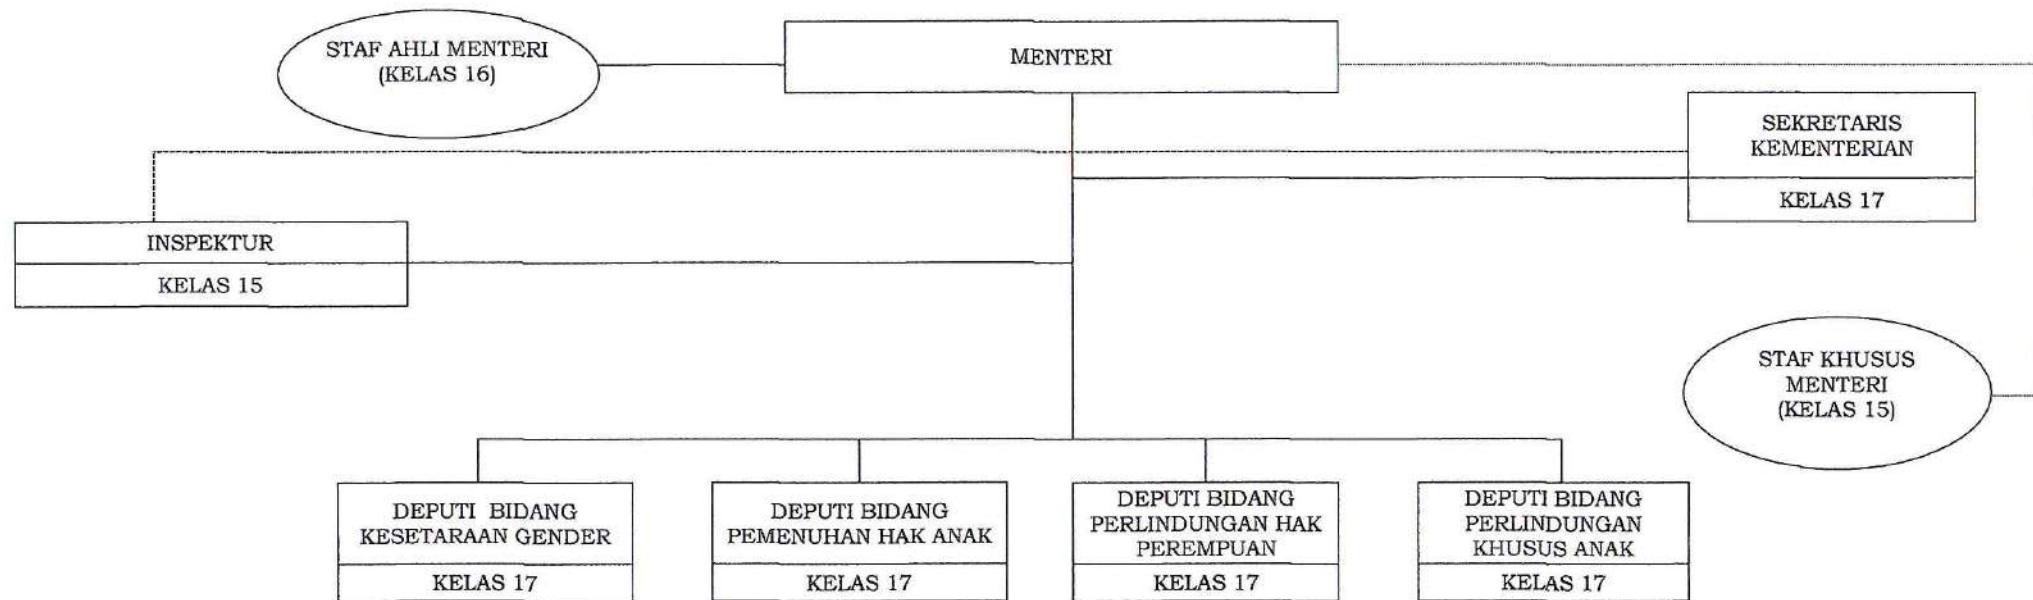 STAF AHLI MENTERI
(KELAS 16)
MENTERI
SEKRETARIS
KEMENTERIAN
KELAS 17
INSPEKTUR
KELAS 15
STAF KHUSUS
MENTERI
(KELAS 15)
DEPUTI BIDANG
KESETARAAN GENDER
KELAS 17
DEPUTI BIDANG
PEMENUHAN HAK ANAK
KELAS 17
DEPUTI BIDANG
PERLINDUNGAN HAK
PEREMPUAN
KELAS 17
DEPUTI BIDANG
PERLINDUNGAN
KHUSUS ANAK
KELAS 17